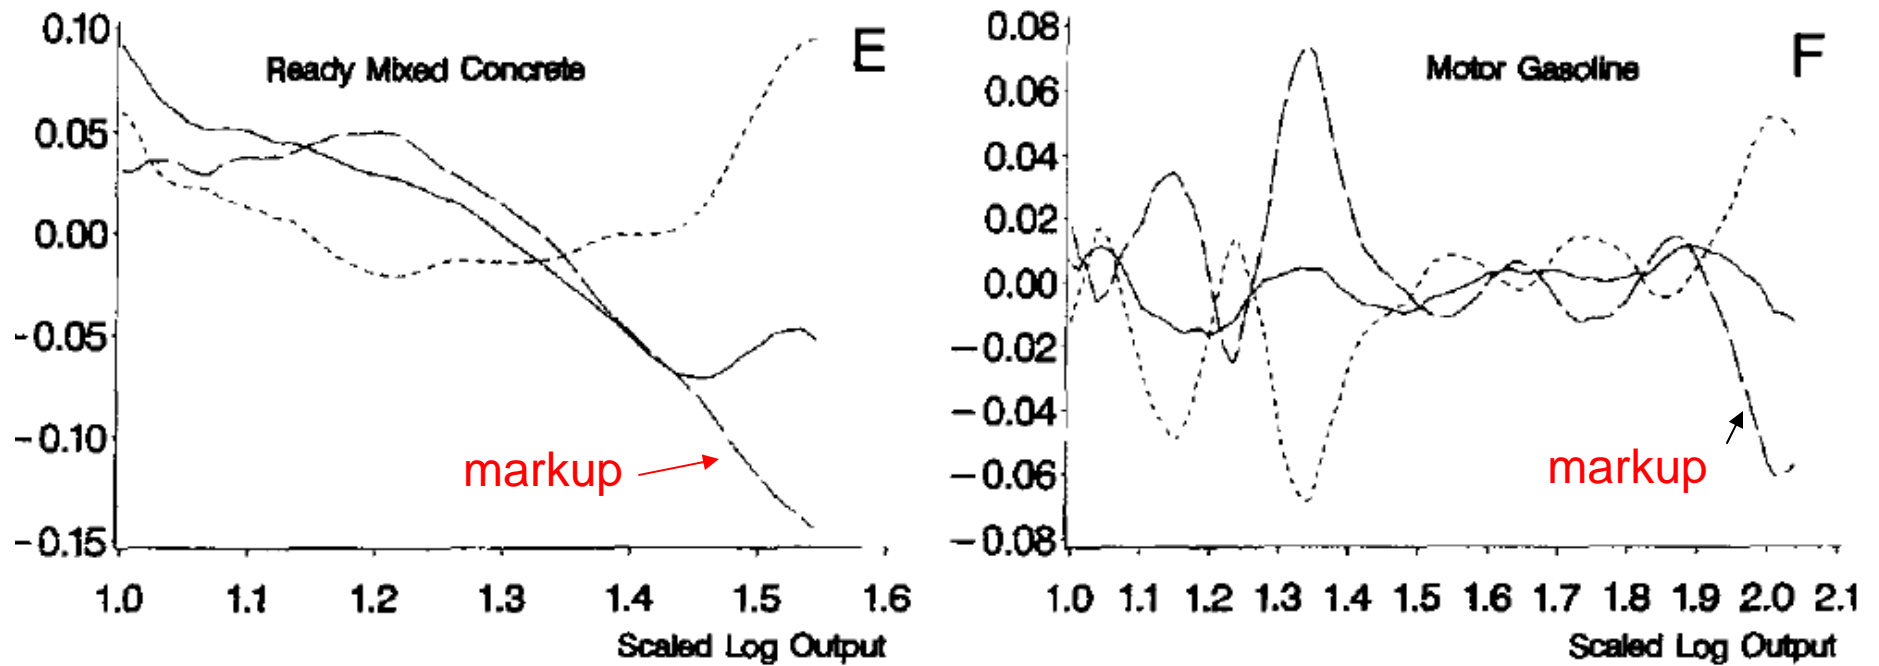 0.10
Ready Mixed Concrete
E
0.05
0.00
-0.05
-0.10
markup
-0.15
1.0 1.1 1.2 1.3 1.4 1.5 1.6
Scaled Log Output
0.08
Motor Gasoline
F
0.06
0.04
0.02
0.00
-0.02
-0.04
markup
-0.06
-0.08
1.0 1.1 1.2 1.3 1.4 1.5 1.6 1.7 1.8 1.9 2.0 2.1
Scaled Log Output